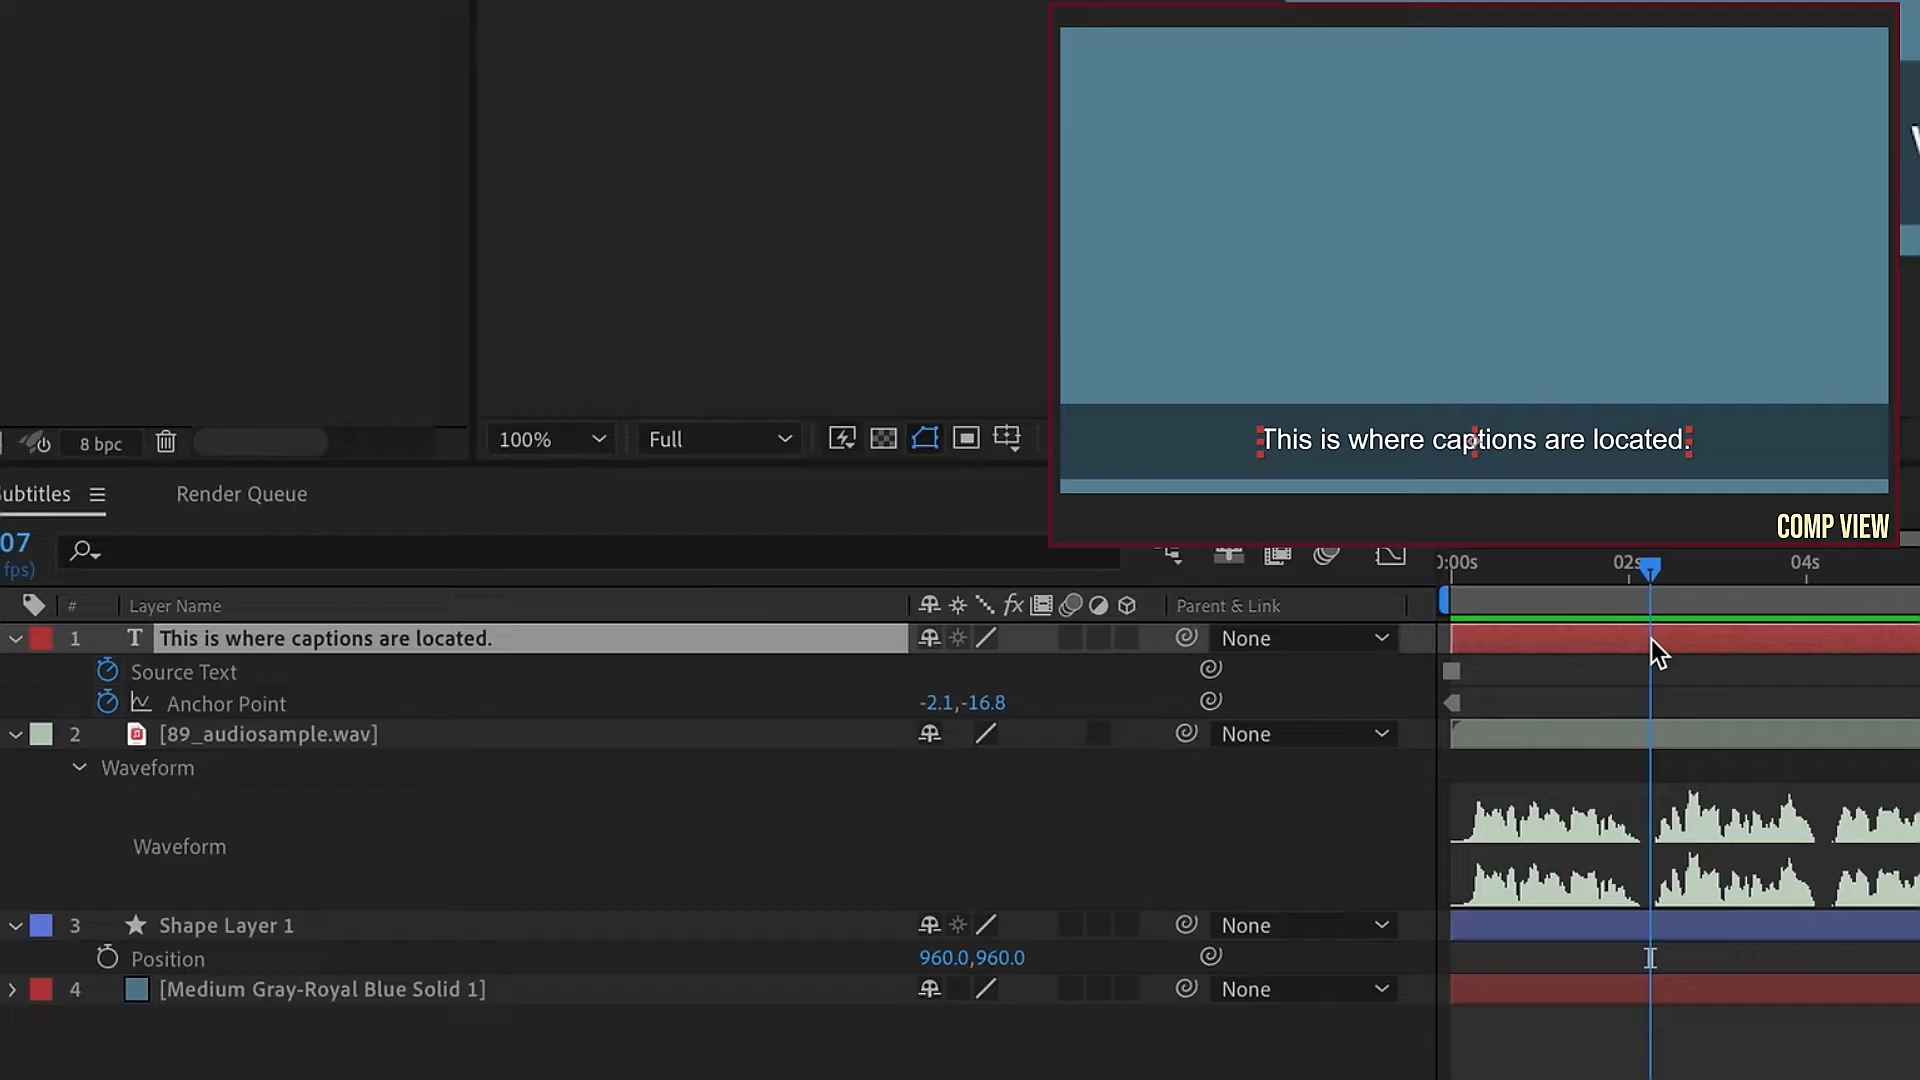 This is where captions are located.
COMP VIEW
8 bpc
100%
Full
ubtitles
Render Queue
07
fps)
0:00s
02s
04s
# Layer Name
fx
Parent & Link
1 T This is where captions are located.
None
Source Text
Anchor Point
-2.1,-16.8
2 [89_audiosample.wav]
None
Waveform
Waveform
3 Shape Layer 1
None
Position
960.0,960.0
4 [Medium Gray-Royal Blue Solid 1]
None